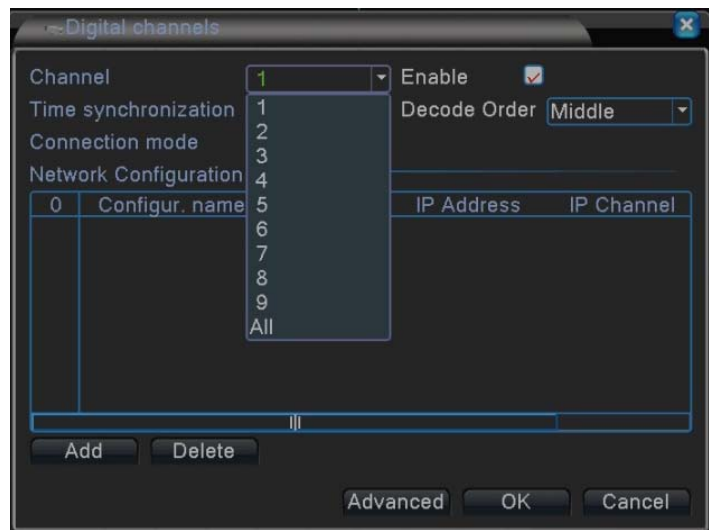 Digital channels
Channel 1 Enable
Time synchronization 1 Decode Order Middle
Connection mode 2
3
Network Configuration 4
0 Configur. name 5 IP Address IP Channel
6
7
8
9
All
Add Delete
Advanced OK Cancel